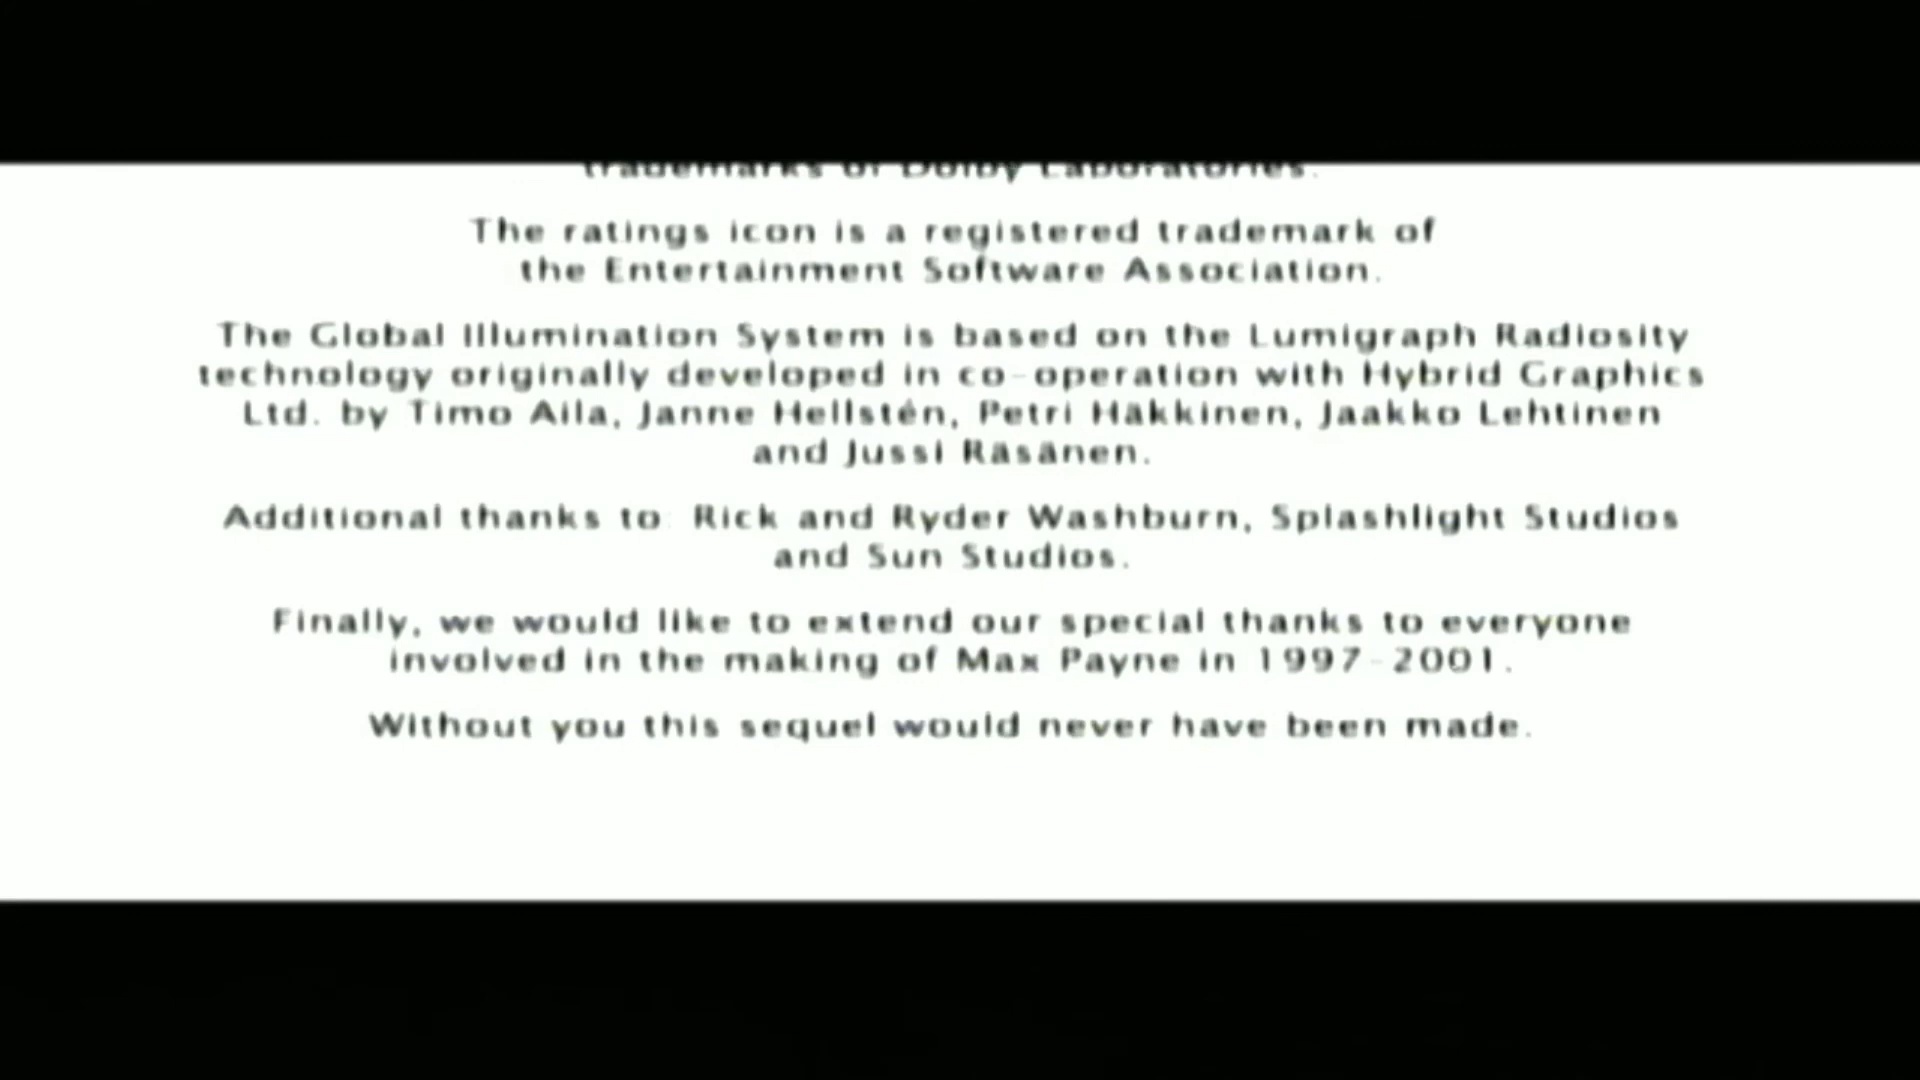 trademarks of Dolby Laboratories.
The ratings icon is a registered trademark of
the Entertainment Software Association.
The Global Illumination System is based on the Lumigraph Radiosity
technology originally developed in co-operation with Hybrid Graphics
Ltd. by Timo Aila, Janne Hellstén, Petri Häkkinen, Jaakko Lehtinen
and Jussi Räsänen.
Additional thanks to: Rick and Ryder Washburn, Splashlight Studios
and Sun Studios.
Finally, we would like to extend our special thanks to everyone
involved in the making of Max Payne in 1997-2001.
Without you this sequel would never have been made.